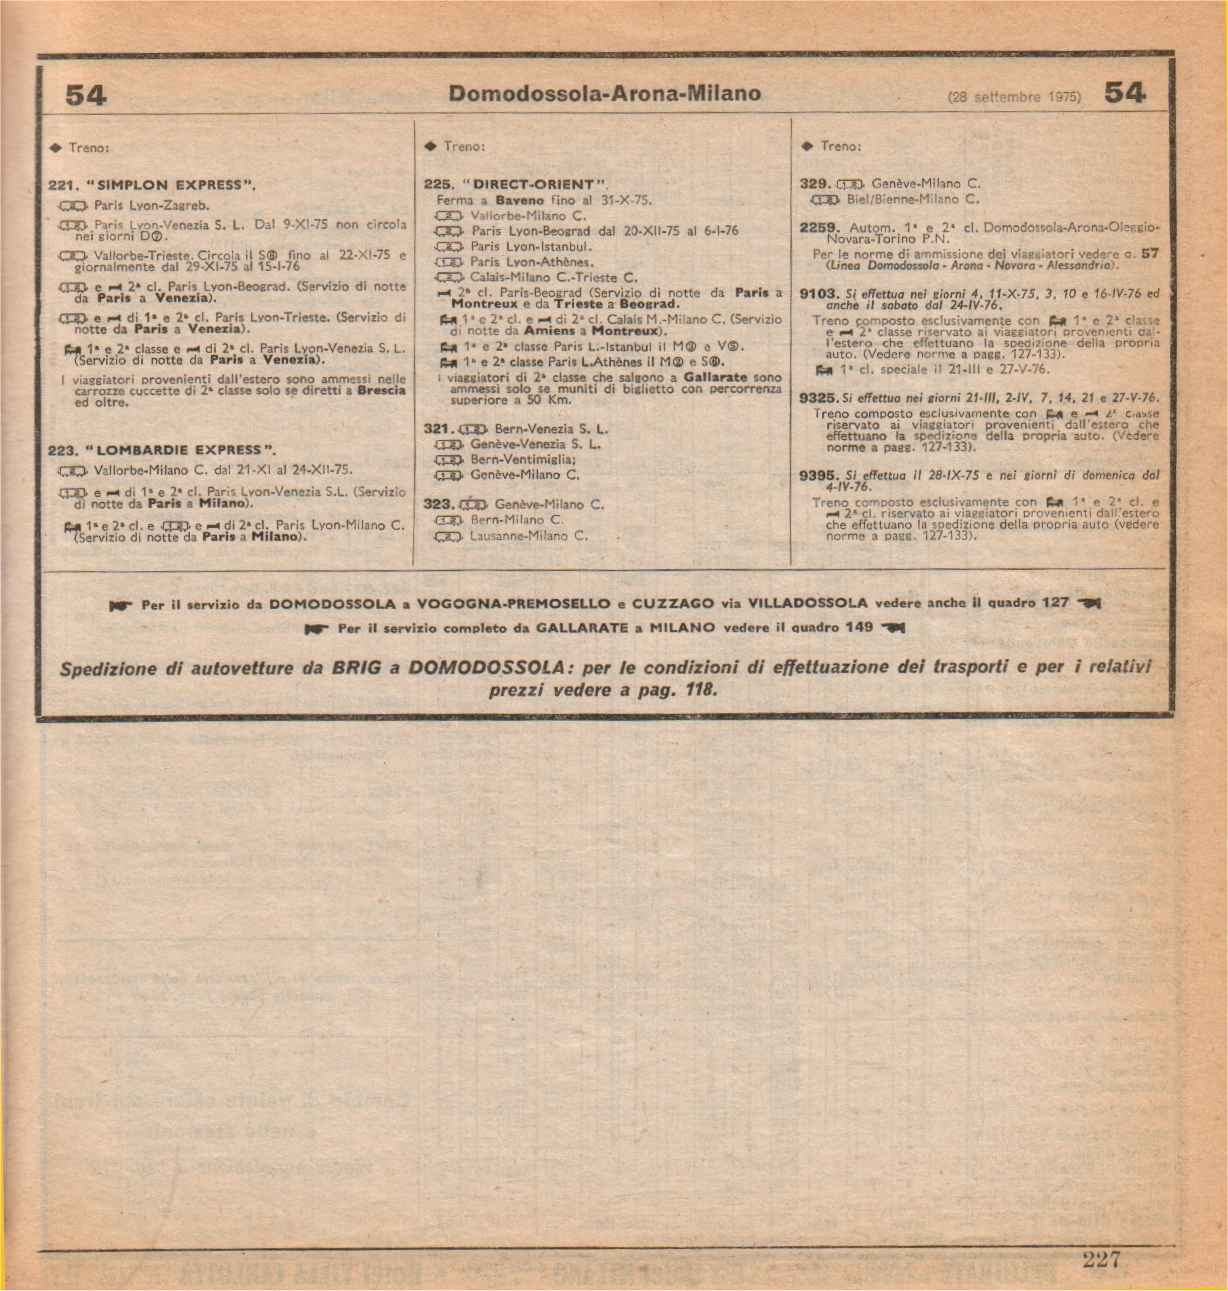 54
Domodossola-Arona-Milano
(28 settembre 1975) 54
◆ Treno:
221. "SIMPLON EXPRESS".
Paris Lyon-Zagreb.
Paris Lyon-Venezia S. L. Dal 9-XI-75 non circola
nei giorni D⑦.
Vallorbe-Trieste. Circola il S⑥ fino al 22-XI-75 e
giornalmente dal 29-XI-75 al 15-I-76
e 2ª cl. Paris Lyon-Beograd. (Servizio di notte
da Paris a Venezia).
e di 1ª e 2ª cl. Paris Lyon-Trieste. (Servizio di
notte da Paris a Venezia).
1ª e 2ª classe e di 2ª cl. Paris Lyon-Venezia S. L.
(Servizio di notte da Paris a Venezia).
I viaggiatori provenienti dall'estero sono ammessi nelle
carrozze cuccette di 2ª classe solo se diretti a Brescia
ed oltre.
223. "LOMBARDIE EXPRESS".
Vallorbe-Milano C. dal 21-XI al 24-XII-75.
e di 1ª e 2ª cl. Paris Lyon-Venezia S.L. (Servizio
di notte da Paris a Milano).
1ª e 2ª cl. e e di 2ª cl. Paris Lyon-Milano C.
(Servizio di notte da Paris a Milano).
◆ Treno:
225. "DIRECT-ORIENT".
Ferma a Baveno fino al 31-X-75.
Vallorbe-Milano C.
Paris Lyon-Beograd dal 20-XII-75 al 6-I-76
Paris Lyon-Istanbul.
Paris Lyon-Athènes.
Calais-Milano C.-Trieste C.
2ª cl. Paris-Beograd (Servizio di notte da Paris a
Montreux e da Trieste a Beograd.
1ª e 2ª cl. e di 2ª cl. Calais M.-Milano C. (Servizio
di notte da Amiens a Montreux).
1ª e 2ª classe Paris L.-Istanbul il M② e V⑤.
1ª e 2ª classe Paris L.Athènes il M② e S⑥.
I viaggiatori di 2ª classe che salgono a Gallarate sono
ammessi solo se muniti di biglietto con percorrenza
superiore a 50 Km.
321. Bern-Venezia S. L.
Genève-Venezia S. L.
Bern-Ventimiglia;
Genève-Milano C.
323. Genève-Milano C.
Bern-Milano C.
Lausanne-Milano C.
◆ Treno:
329. Genève-Milano C.
Biel/Bienne-Milano C.
2259. Autom. 1ª e 2ª cl. Domodossola-Arona-Oleggio-
Novara-Torino P.N.
Per le norme di ammissione dei viaggiatori vedere q. 57
(Linea Domodossola - Arona - Novara - Alessandria).
9103. Si effettua nei giorni 4, 11-X-75, 3, 10 e 16-IV-76 ed
anche il sabato dal 24-IV-76.
Treno composto esclusivamente con 1ª e 2ª classe
e 2ª classe riservato ai viaggiatori provenienti dal-
l'estero che effettuano la spedizione della propria
auto. (Vedere norme a pagg. 127-133).
1ª cl. speciale il 21-III e 27-V-76.
9325. Si effettua nei giorni 21-III, 2-IV, 7, 14, 21 e 27-V-76.
Treno composto esclusivamente con e 2ª classe
riservato ai viaggiatori provenienti dall'estero che
effettuano la spedizione della propria auto. (Vedere
norme a pagg. 127-133).
9395. Si effettua il 28-IX-75 e nei giorni di domenica dal
4-IV-76.
Treno composto esclusivamente con 1ª e 2ª cl. e
2ª cl. riservato ai viaggiatori provenienti dall'estero
che effettuano la spedizione della propria auto (vedere
norme a pagg. 127-133).
Per il servizio da DOMODOSSOLA a VOGOGNA-PREMOSELLO e CUZZAGO via VILLADOSSOLA vedere anche il quadro 127
Per il servizio completo da GALLARATE a MILANO vedere il quadro 149
Spedizione di autovetture da BRIG a DOMODOSSOLA: per le condizioni di effettuazione dei trasporti e per i relativi
prezzi vedere a pag. 118.
227